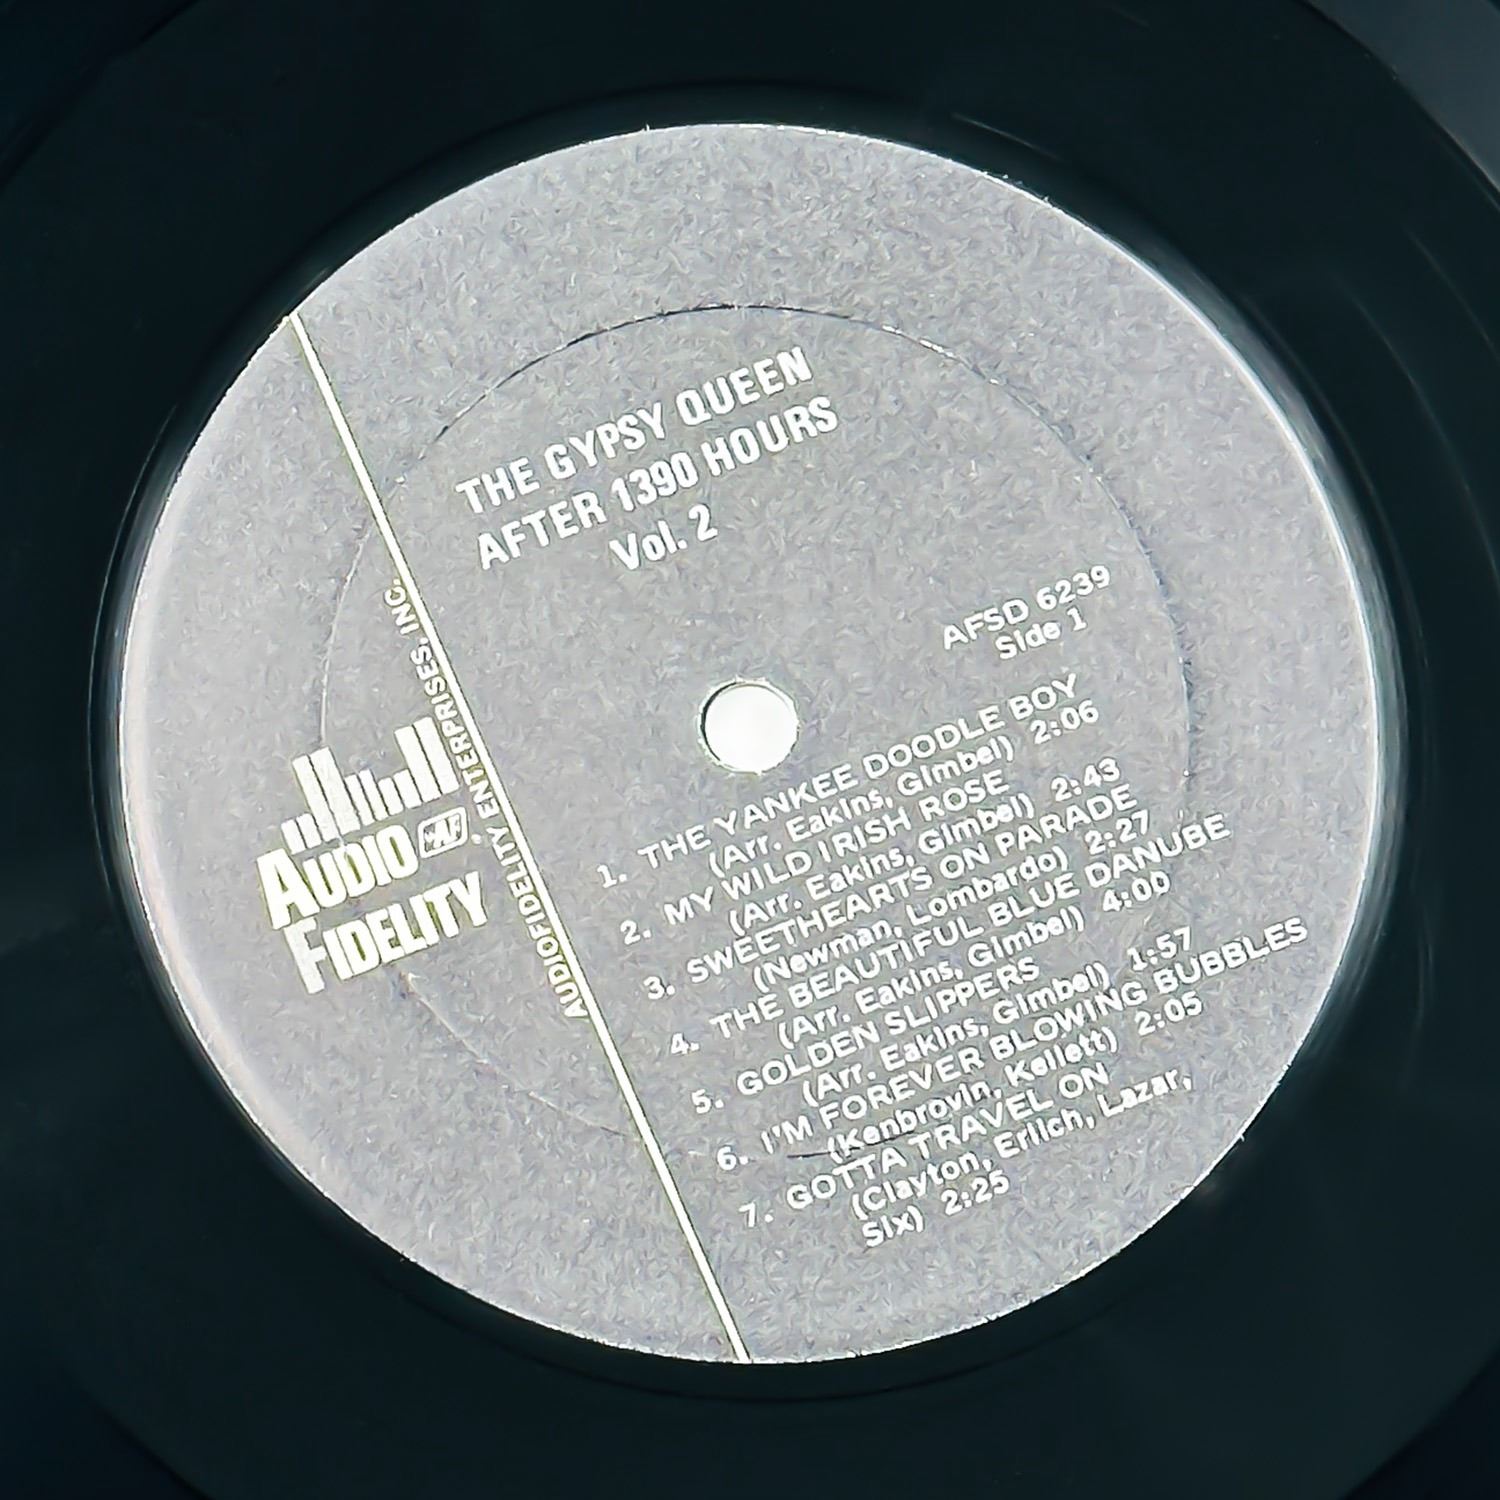 THE GYPSY QUEEN
AFTER 1390 HOURS
Vol. 2
AFSD 6239
Side 1
1. THE YANKEE DOODLE BOY
(Arr. Eakins, Gimbel) 2:06
2. MY WILD IRISH ROSE
(Arr. Eakins, Gimbel) 2:43
3. SWEETHEARTS ON PARADE
(Newman, Lombardo) 2:27
4. THE BEAUTIFUL BLUE DANUBE
(Arr. Eakins, Gimbel) 4:00
5. GOLDEN SLIPPERS
(Arr. Eakins, Gimbel) 1:57
6. I'M FOREVER BLOWING BUBBLES
(Kenbrovin, Kellett) 2:05
7. GOTTA TRAVEL ON
(Clayton, Erlich, Lazar,
Six) 2:25
AUDIO AF
FIDELITY
AUDIOFIDELITY ENTERPRISES, INC.